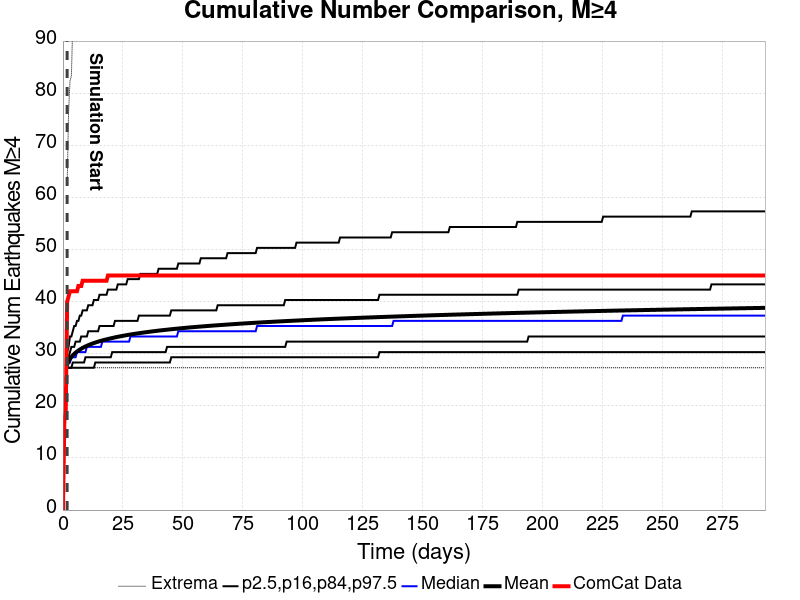 Cumulative Number Comparison, M≥4
Cumulative Num Earthquakes M≥4
90
80
70
60
50
40
30
20
10
0
Simulation Start
0 25 50 75 100 125 150 175 200 225 250 275
Time (days)
Extrema p2.5,p16,p84,p97.5 Median Mean ComCat Data